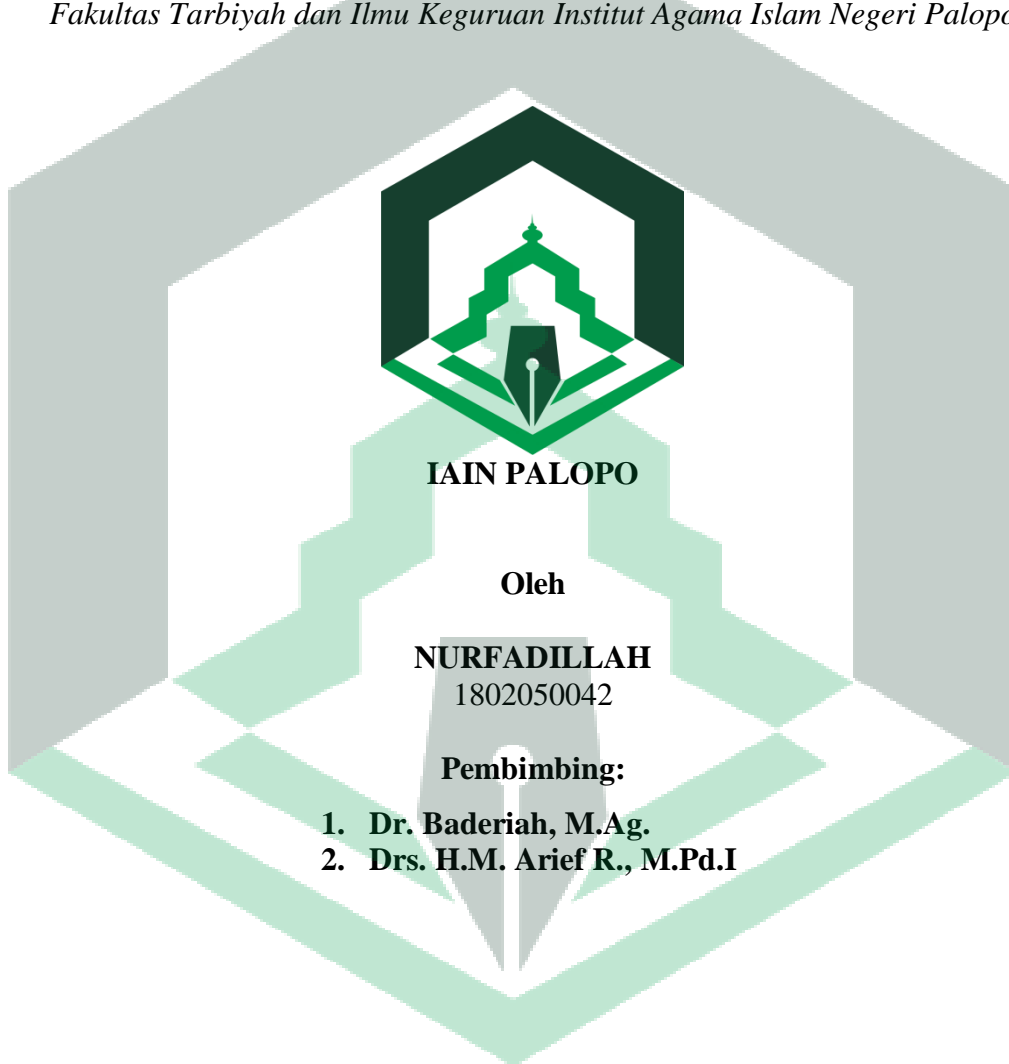 Fakultas Tarbiyah dan Ilmu Keguruan Institut Agama Islam Negeri Palopo
IAIN PALOPO
Oleh
NURFADILLAH
1802050042
Pembimbing:
1. Dr. Baderiah, M.Ag.
2. Drs. H.M. Arief R., M.Pd.I